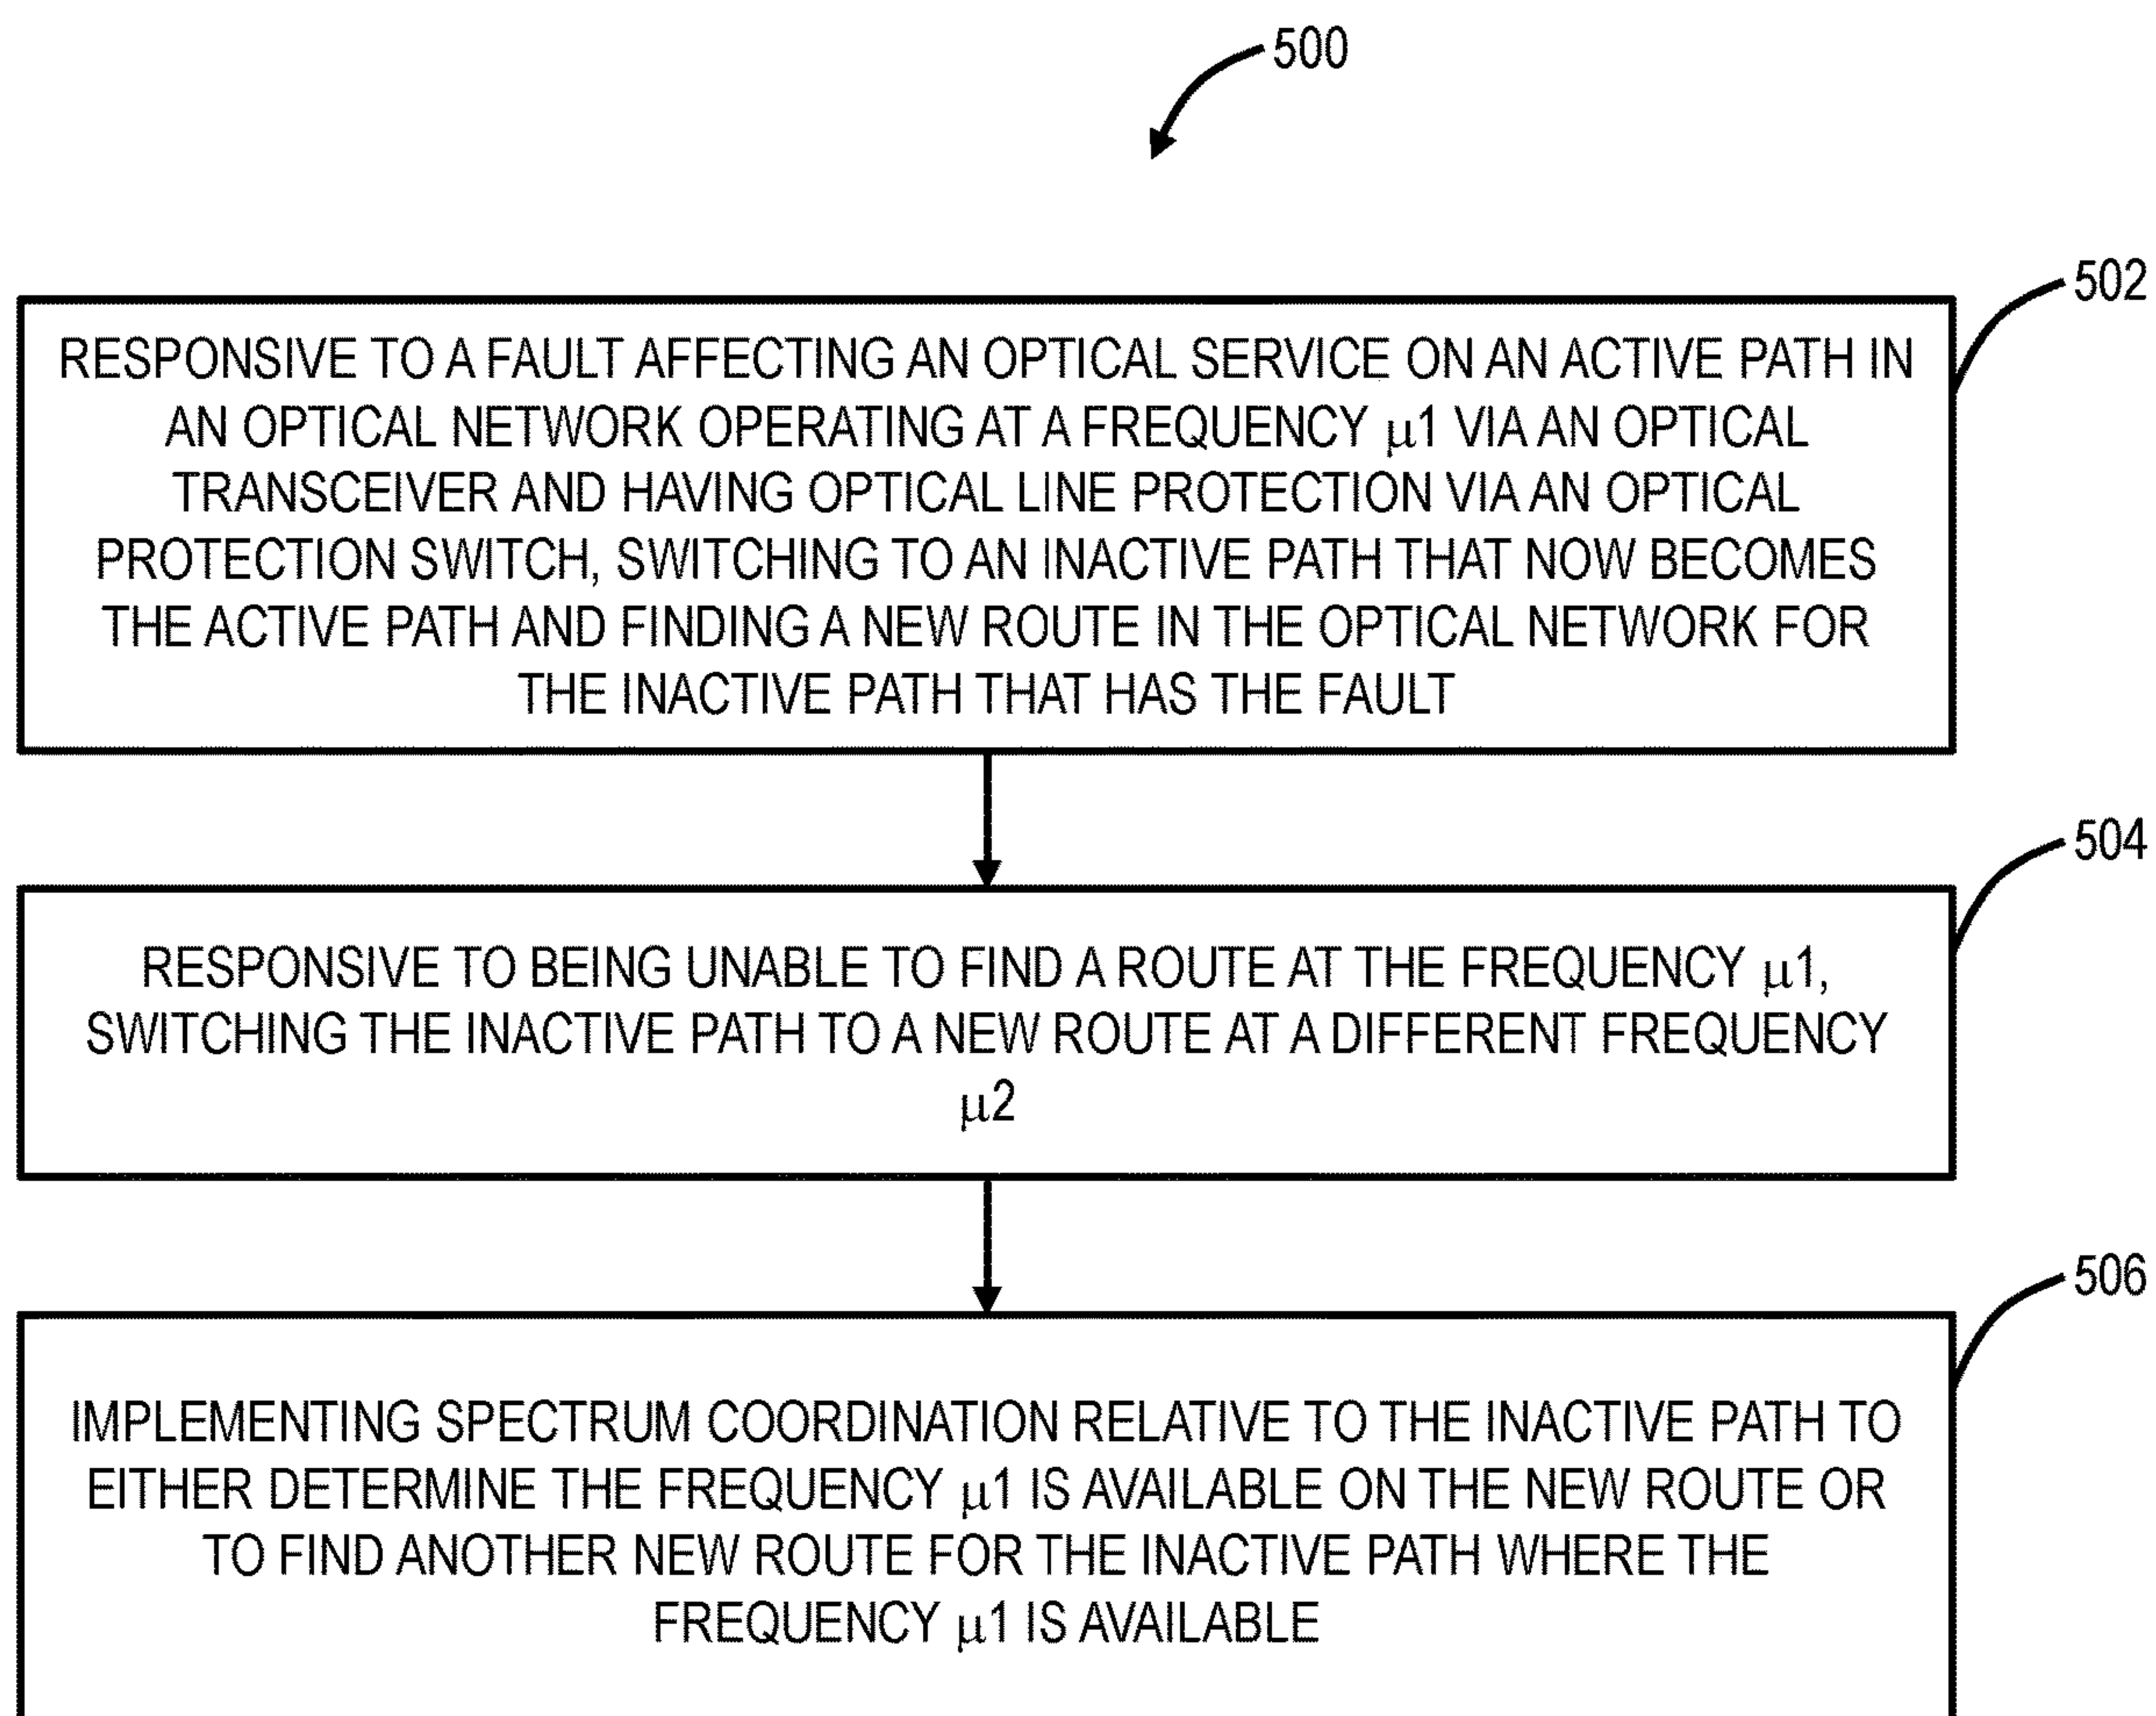 500
502
RESPONSIVE TO A FAULT AFFECTING AN OPTICAL SERVICE ON AN ACTIVE PATH IN
AN OPTICAL NETWORK OPERATING AT A FREQUENCY µ1 VIA AN OPTICAL
TRANSCEIVER AND HAVING OPTICAL LINE PROTECTION VIA AN OPTICAL
PROTECTION SWITCH, SWITCHING TO AN INACTIVE PATH THAT NOW BECOMES
THE ACTIVE PATH AND FINDING A NEW ROUTE IN THE OPTICAL NETWORK FOR
THE INACTIVE PATH THAT HAS THE FAULT
504
RESPONSIVE TO BEING UNABLE TO FIND A ROUTE AT THE FREQUENCY µ1,
SWITCHING THE INACTIVE PATH TO A NEW ROUTE AT A DIFFERENT FREQUENCY
µ2
506
IMPLEMENTING SPECTRUM COORDINATION RELATIVE TO THE INACTIVE PATH TO
EITHER DETERMINE THE FREQUENCY µ1 IS AVAILABLE ON THE NEW ROUTE OR
TO FIND ANOTHER NEW ROUTE FOR THE INACTIVE PATH WHERE THE
FREQUENCY µ1 IS AVAILABLE